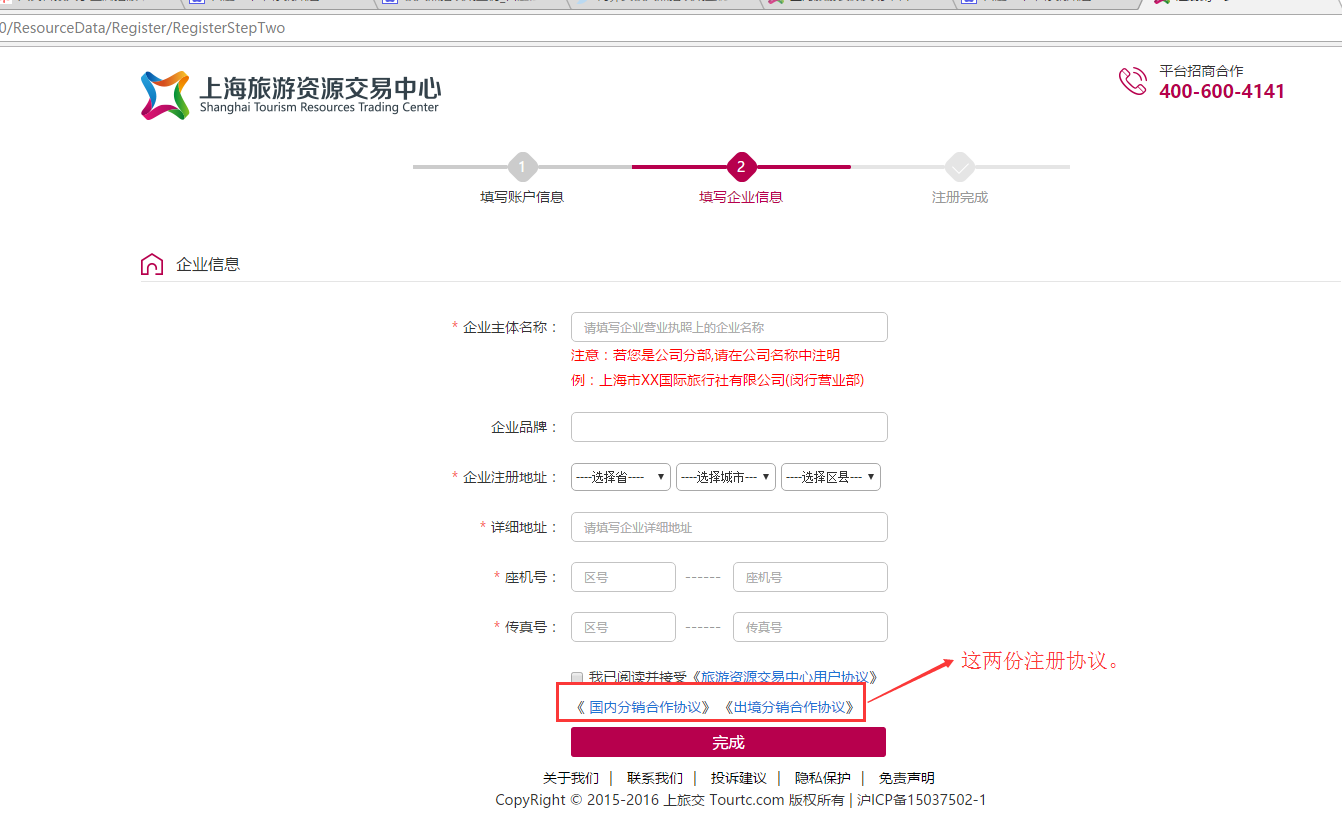 0/ResourceData/Register/RegisterStepTwo
上海旅游资源交易中心
Shanghai Tourism Resources Trading Center
平台招商合作
400-600-4141
1 2
填写账户信息 填写企业信息 注册完成
企业信息
* 企业主体名称： 请填写企业营业执照上的企业名称
注意：若您是公司分部,请在公司名称中注明
例：上海市XX国际旅行社有限公司(闵行营业部)
企业品牌：
* 企业注册地址： ----选择省---- ----选择城市--- ----选择区县---
* 详细地址： 请填写企业详细地址
* 座机号： 区号 ------ 座机号
* 传真号： 区号 ------ 传真号
这两份注册协议。
我已阅读并接受《旅游资源交易中心用户协议》
《 国内分销合作协议》 《出境分销合作协议》
完成
关于我们 | 联系我们 | 投诉建议 | 隐私保护 | 免责声明
CopyRight © 2015-2016 上旅交 Tourtc.com 版权所有 | 沪ICP备15037502-1